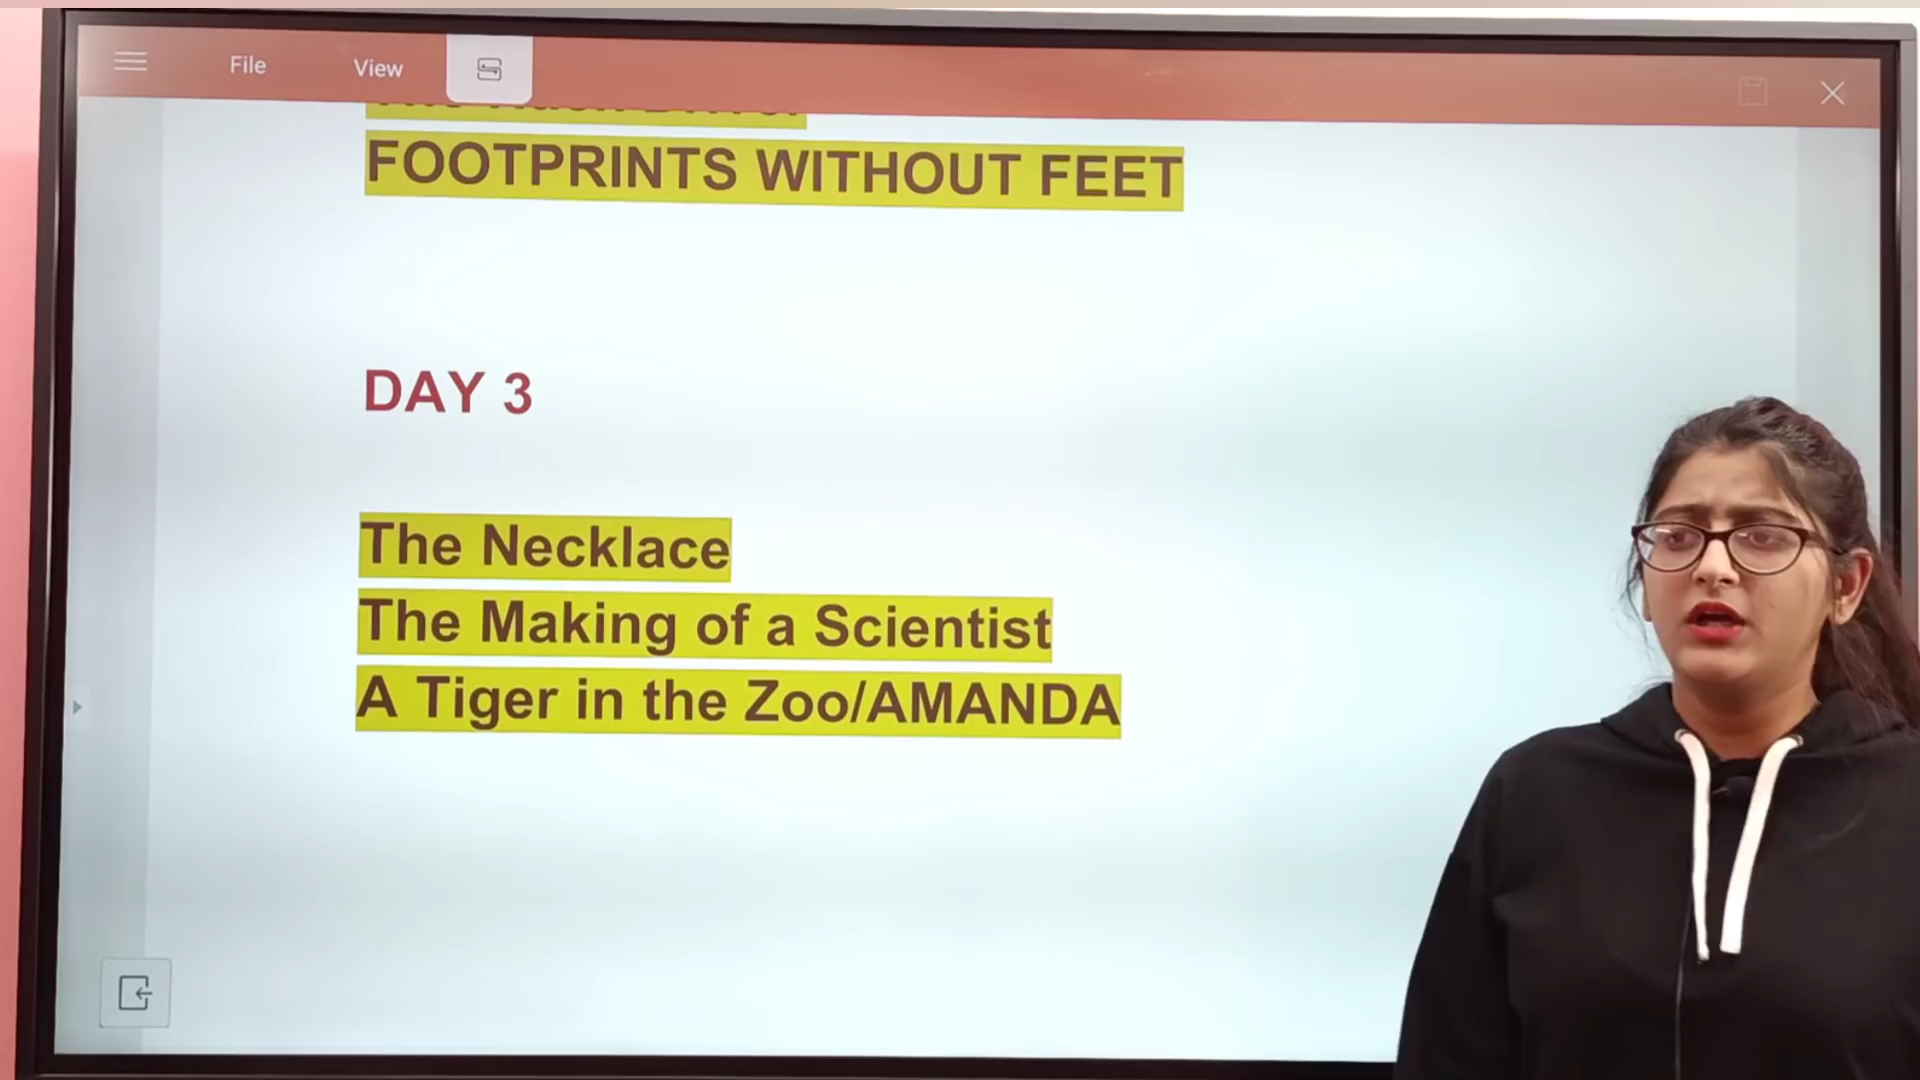 File
View
FOOTPRINTS WITHOUT FEET
DAY 3
The Necklace
The Making of a Scientist
A Tiger in the Zoo/AMANDA